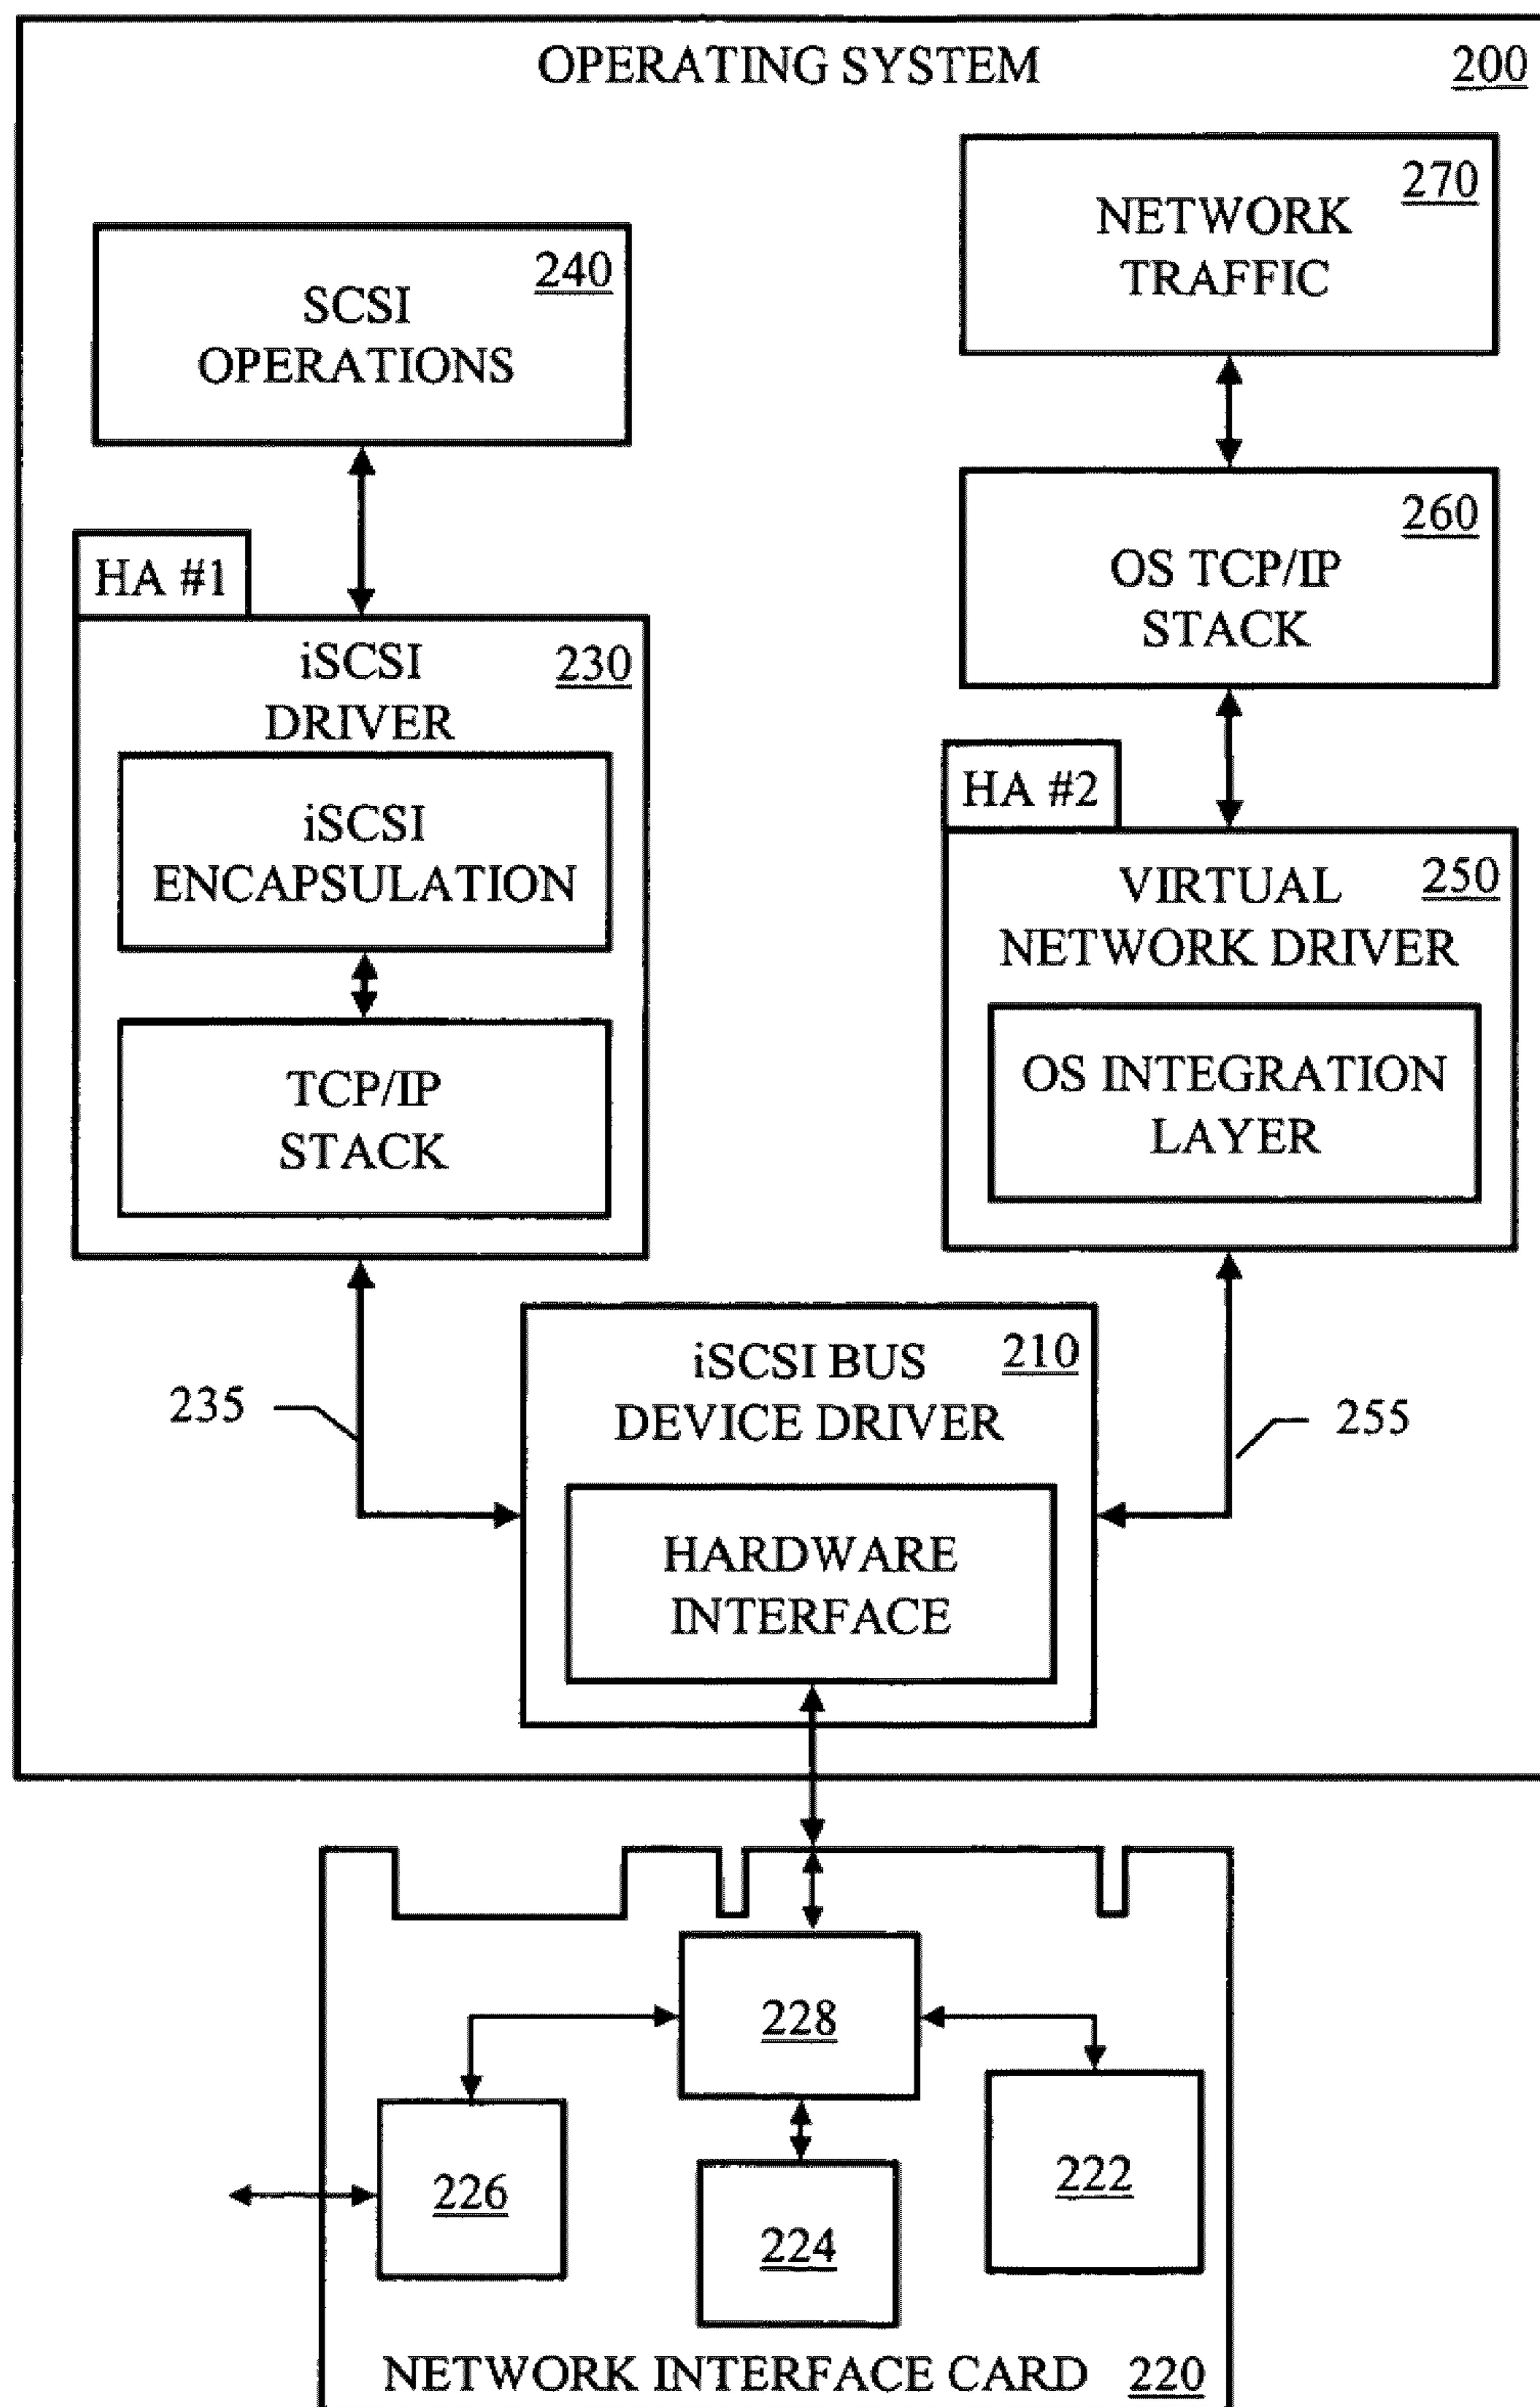 OPERATING SYSTEM 200
270
NETWORK
TRAFFIC
240
SCSI
OPERATIONS
260
OS TCP/IP
STACK
HA #1
iSCSI 230
DRIVER
iSCSI
ENCAPSULATION
TCP/IP
STACK
HA #2
VIRTUAL 250
NETWORK DRIVER
OS INTEGRATION
LAYER
235
iSCSI BUS 210
DEVICE DRIVER
HARDWARE
INTERFACE
255
228
226
224
222
NETWORK INTERFACE CARD 220